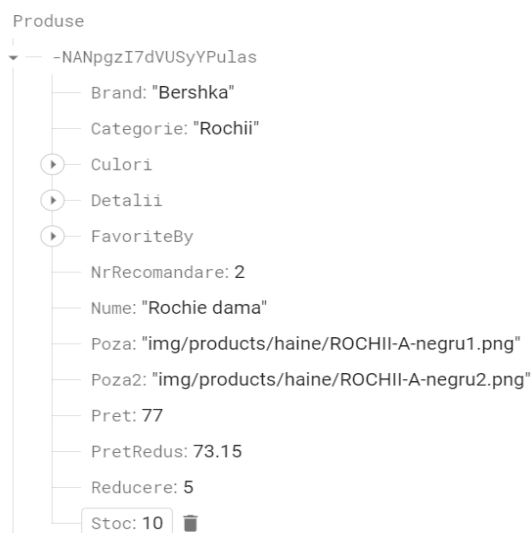 Produse
-NANpgzI7dVUSyYPulas
Brand: "Bershka"
Categorie: "Rochii"
Culori
Detalii
FavoriteBy
NrRecomandare: 2
Nume: "Rochie dama"
Poza: "img/products/haine/ROCHII-A-negru1.png"
Poza2: "img/products/haine/ROCHII-A-negru2.png"
Pret: 77
PretRedus: 73.15
Reducere: 5
Stoc: 10